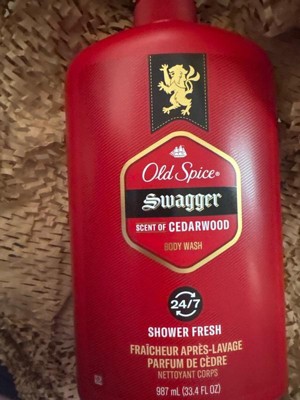 Old Spice®
Swagger
SCENT OF CEDARWOOD
BODY WASH
24/7
SHOWER FRESH
FRAÎCHEUR APRÈS-LAVAGE
PARFUM DE CÈDRE
NETTOYANT CORPS
987 mL (33.4 FL OZ)